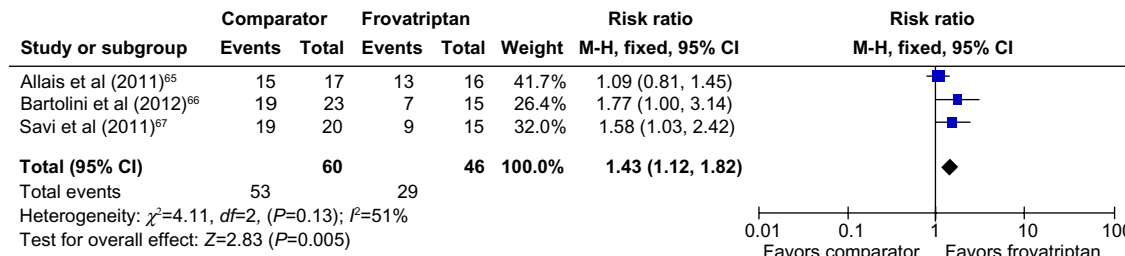 Comparator Frovatriptan Risk ratio Risk ratio
Study or subgroup Events Total Events Total Weight M-H, fixed, 95% CI M-H, fixed, 95% CI
Allais et al (2011)⁶⁵ 15 17 13 16 41.7% 1.09 (0.81, 1.45)
Bartolini et al (2012)⁶⁶ 19 23 7 15 26.4% 1.77 (1.00, 3.14)
Savi et al (2011)⁶⁷ 19 20 9 15 32.0% 1.58 (1.03, 2.42)
Total (95% CI) 60 46 100.0% 1.43 (1.12, 1.82)
Total events 53 29
Heterogeneity: χ²=4.11, df=2, (P=0.13); I²=51%
Test for overall effect: Z=2.83 (P=0.005)
0.01 0.1 1 10 100
Favors comparator Favors frovatriptan